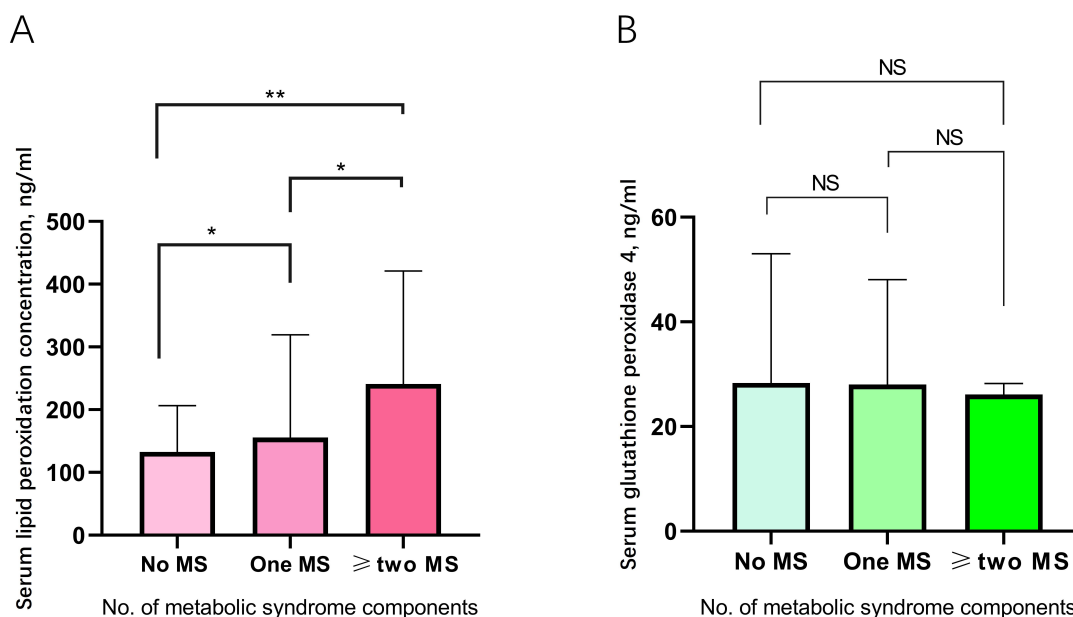 A
**
*
*
Serum lipid peroxidation concentration, ng/ml
500
400
300
200
100
0
No MS
One MS
⩾ two MS
No. of metabolic syndrome components
B
NS
NS
NS
Serum glutathione peroxidase 4, ng/ml
60
40
20
0
No MS
One MS
⩾ two MS
No. of metabolic syndrome components